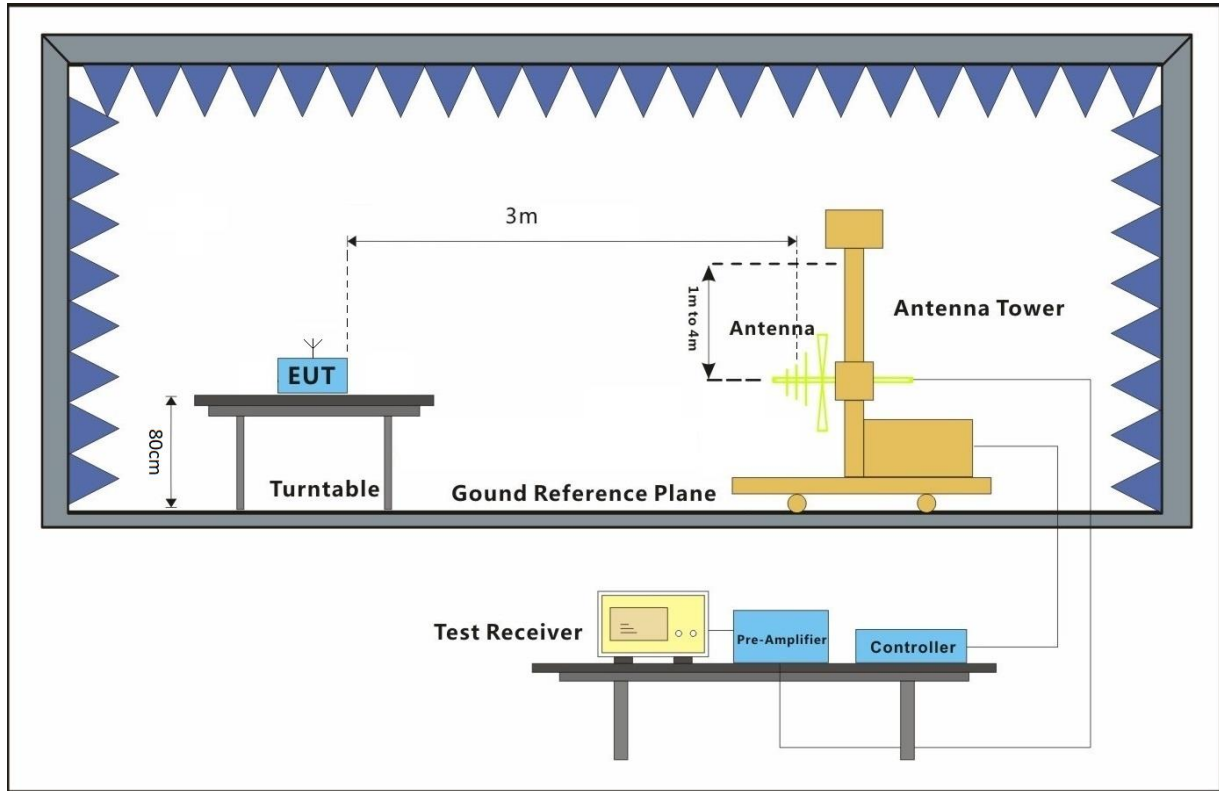 3m
1m to 4m
Antenna Tower
Antenna
EUT
80cm
Turntable
Gound Reference Plane
Test Receiver
Pre-Amplifier
Controller